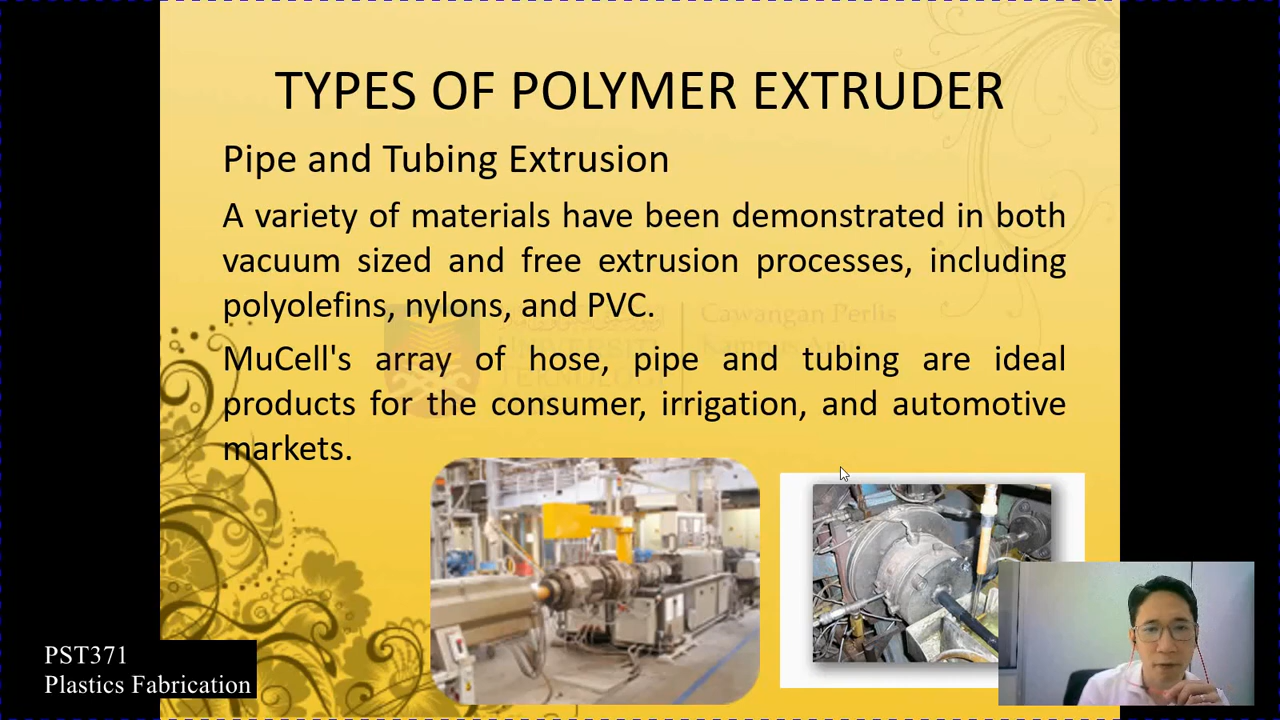 TYPES OF POLYMER EXTRUDER
Pipe and Tubing Extrusion
A variety of materials have been demonstrated in both
vacuum sized and free extrusion processes, including
polyolefins, nylons, and PVC.
Cawangan Perlis
MuCell's array of hose, pipe and tubing are ideal
products for the consumer, irrigation, and automotive
markets.
PST371
Plastics Fabrication